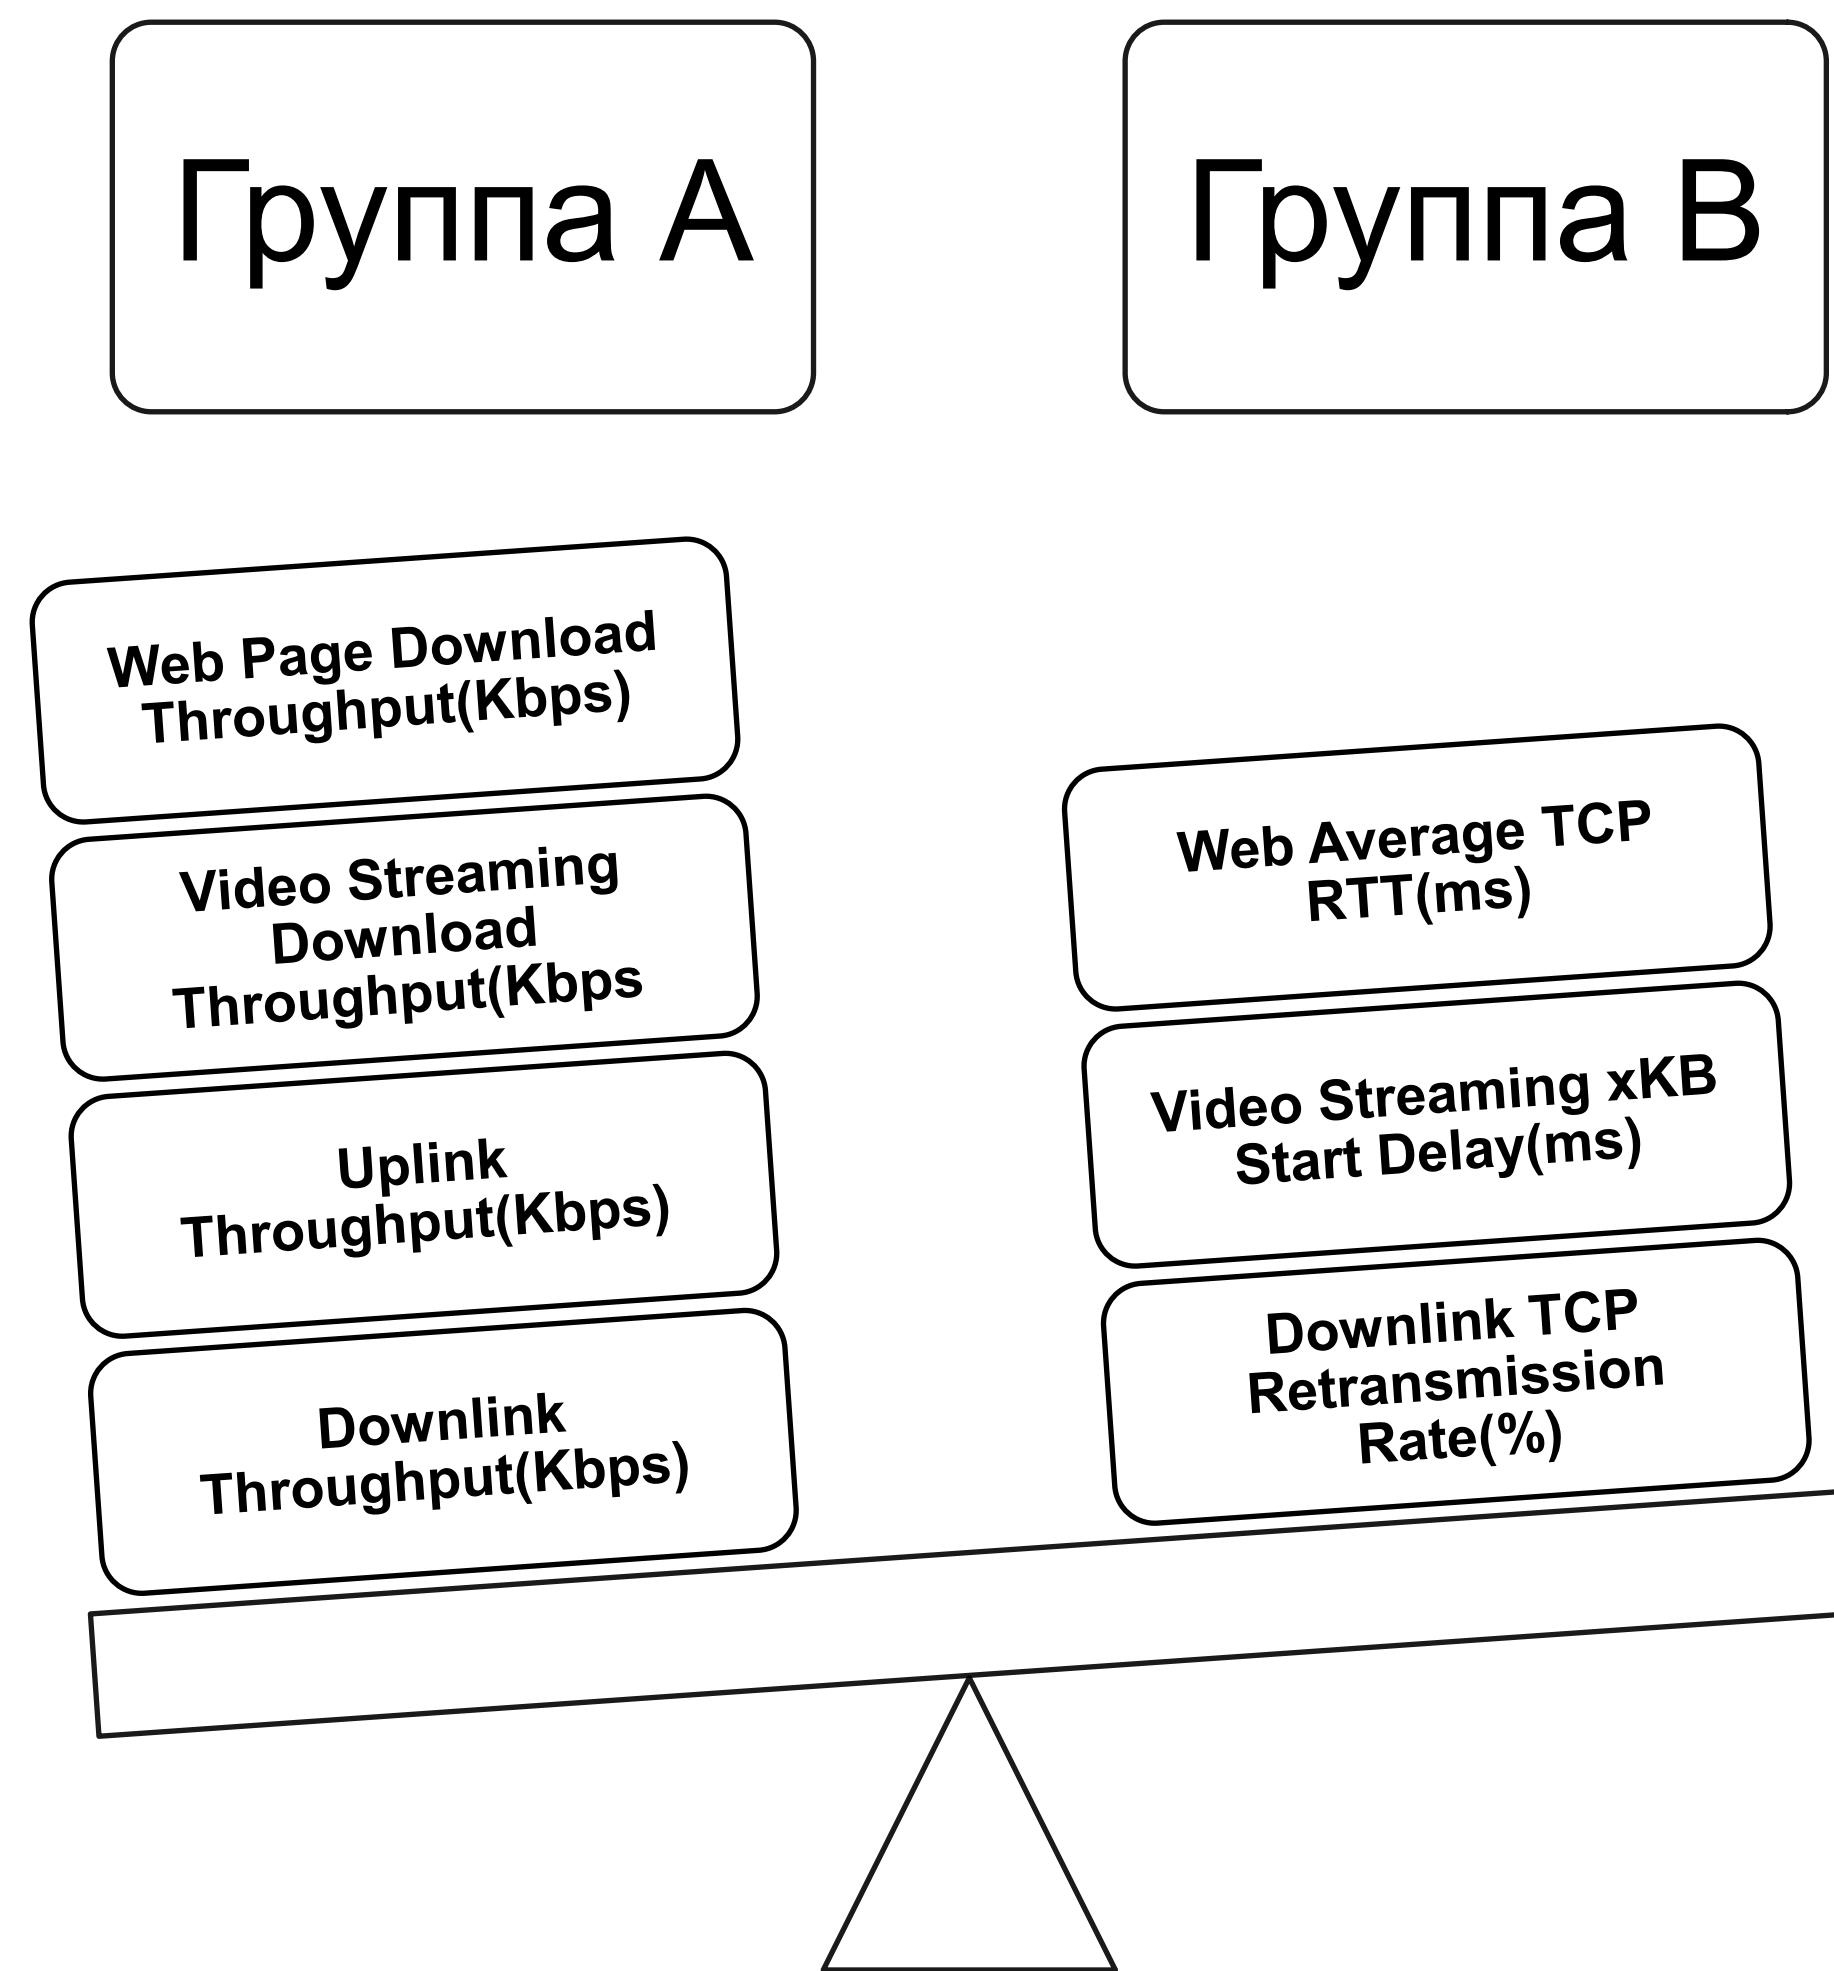 Группа А
Группа В
Web Page Download
Throughput(Kbps)
Video Streaming
Download
Throughput(Kbps
Uplink
Throughput(Kbps)
Downlink
Throughput(Kbps)
Web Average TCP
RTT(ms)
Video Streaming xKB
Start Delay(ms)
Downlink TCP
Retransmission
Rate(%)